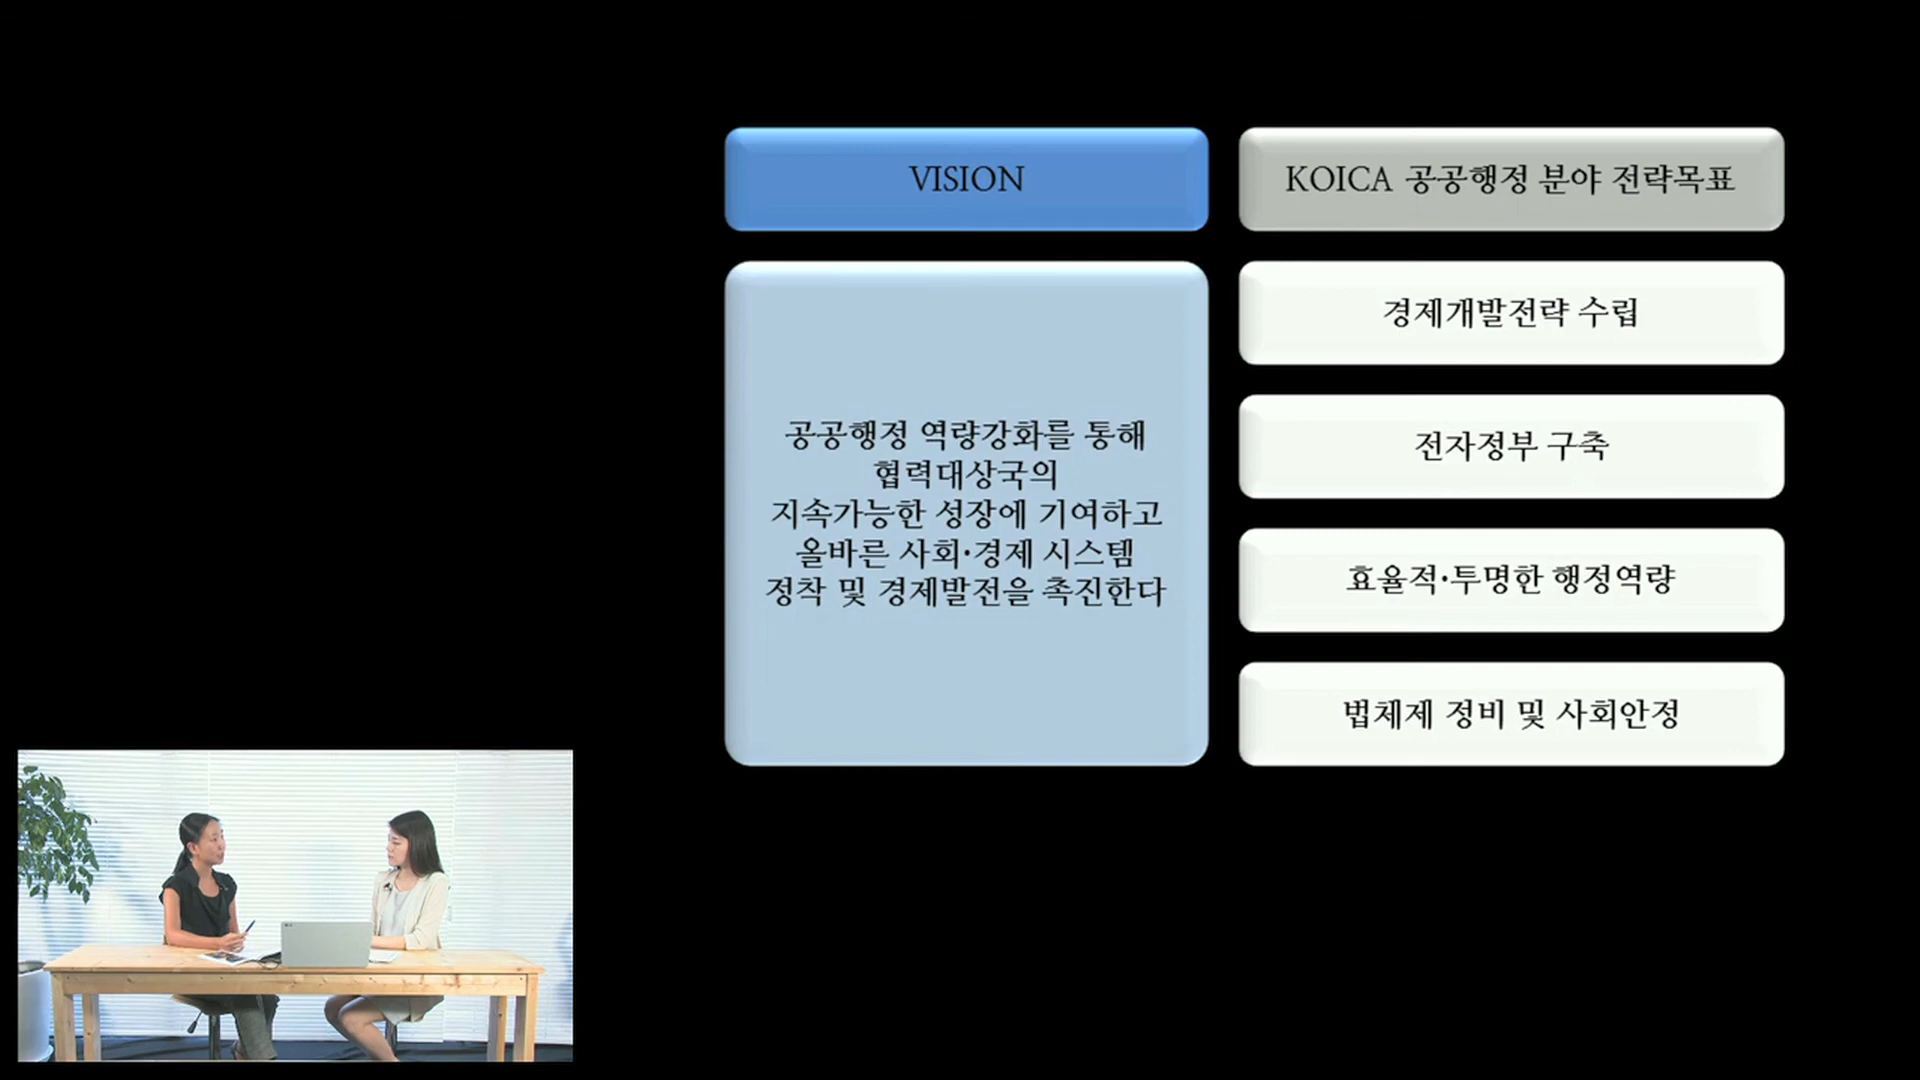 VISION
공공행정 역량강화를 통해
협력대상국의
지속가능한 성장에 기여하고
올바른 사회·경제 시스템
정착 및 경제발전을 촉진한다
KOICA 공공행정 분야 전략목표
경제개발전략 수립
전자정부 구축
효율적·투명한 행정역량
법체제 정비 및 사회안정